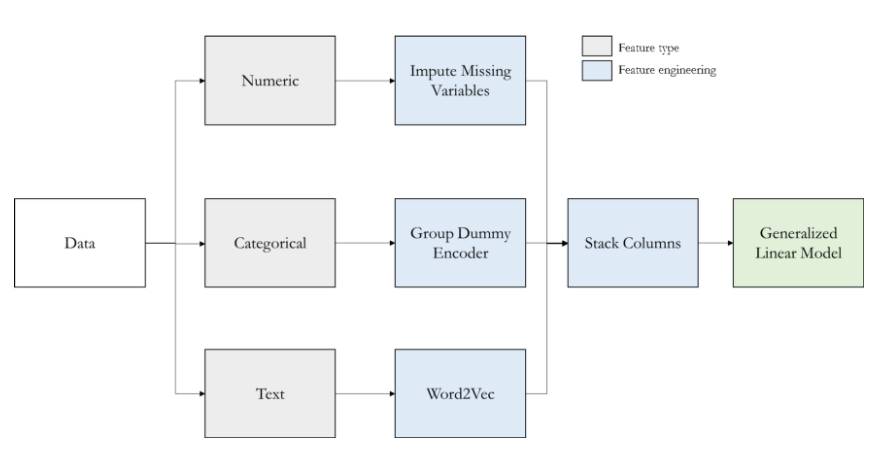 Numeric
Impute Missing
Variables
Feature type
Feature engineering
Data
Categorical
Group Dummy
Encoder
Stack Columns
Generalized
Linear Model
Text
Word2Vec